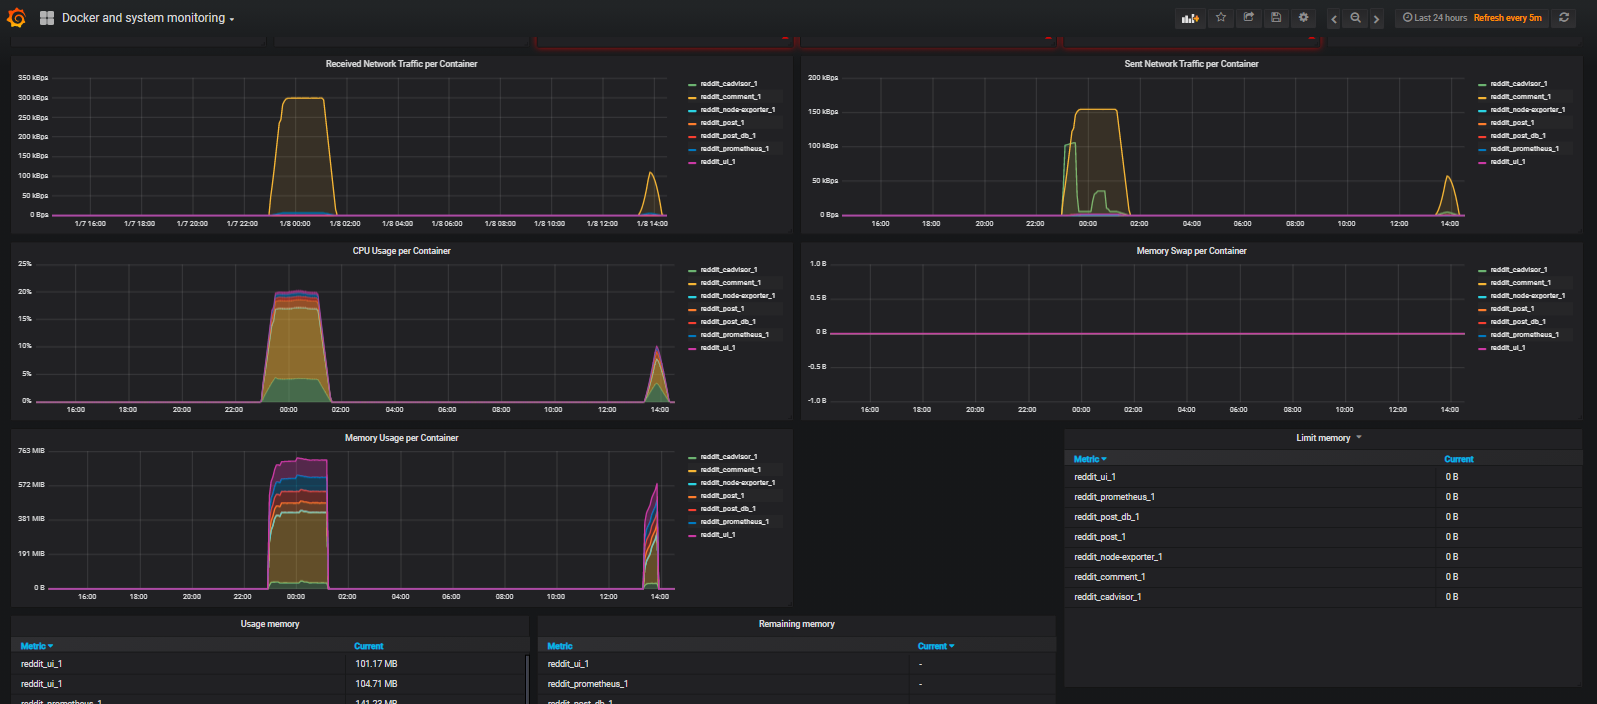 Docker and system monitoring
Last 24 hours Refresh every 5m
Received Network Traffic per Container
350 kBps
300 kBps
250 kBps
200 kBps
150 kBps
100 kBps
50 kBps
0 Bps
1/7 16:00 1/7 18:00 1/7 20:00 1/7 22:00 1/8 00:00 1/8 02:00 1/8 04:00 1/8 06:00 1/8 08:00 1/8 10:00 1/8 12:00 1/8 14:00
reddit_cadvisor_1
reddit_comment_1
reddit_node-exporter_1
reddit_post_1
reddit_post_db_1
reddit_prometheus_1
reddit_ui_1
Sent Network Traffic per Container
200 kBps
150 kBps
100 kBps
50 kBps
0 Bps
16:00 18:00 20:00 22:00 00:00 02:00 04:00 06:00 08:00 10:00 12:00 14:00
reddit_cadvisor_1
reddit_comment_1
reddit_node-exporter_1
reddit_post_1
reddit_post_db_1
reddit_prometheus_1
reddit_ui_1
CPU Usage per Container
25%
20%
15%
10%
5%
0%
16:00 18:00 20:00 22:00 00:00 02:00 04:00 06:00 08:00 10:00 12:00 14:00
reddit_cadvisor_1
reddit_comment_1
reddit_node-exporter_1
reddit_post_1
reddit_post_db_1
reddit_prometheus_1
reddit_ui_1
Memory Swap per Container
1.0 B
0.5 B
0 B
-0.5 B
-1.0 B
16:00 18:00 20:00 22:00 00:00 02:00 04:00 06:00 08:00 10:00 12:00 14:00
reddit_cadvisor_1
reddit_comment_1
reddit_node-exporter_1
reddit_post_1
reddit_post_db_1
reddit_prometheus_1
reddit_ui_1
Memory Usage per Container
763 MiB
572 MiB
381 MiB
191 MiB
0 B
16:00 18:00 20:00 22:00 00:00 02:00 04:00 06:00 08:00 10:00 12:00 14:00
reddit_cadvisor_1
reddit_comment_1
reddit_node-exporter_1
reddit_post_1
reddit_post_db_1
reddit_prometheus_1
reddit_ui_1
Limit memory
Metric Current
reddit_ui_1 0 B
reddit_prometheus_1 0 B
reddit_post_db_1 0 B
reddit_post_1 0 B
reddit_node-exporter_1 0 B
reddit_comment_1 0 B
reddit_cadvisor_1 0 B
Usage memory
Metric Current
reddit_ui_1 101.17 MB
reddit_ui_1 104.71 MB
reddit_prometheus_1 141.23 MB
Remaining memory
Metric Current
reddit_ui_1 -
reddit_prometheus_1 -
reddit_post_db_1